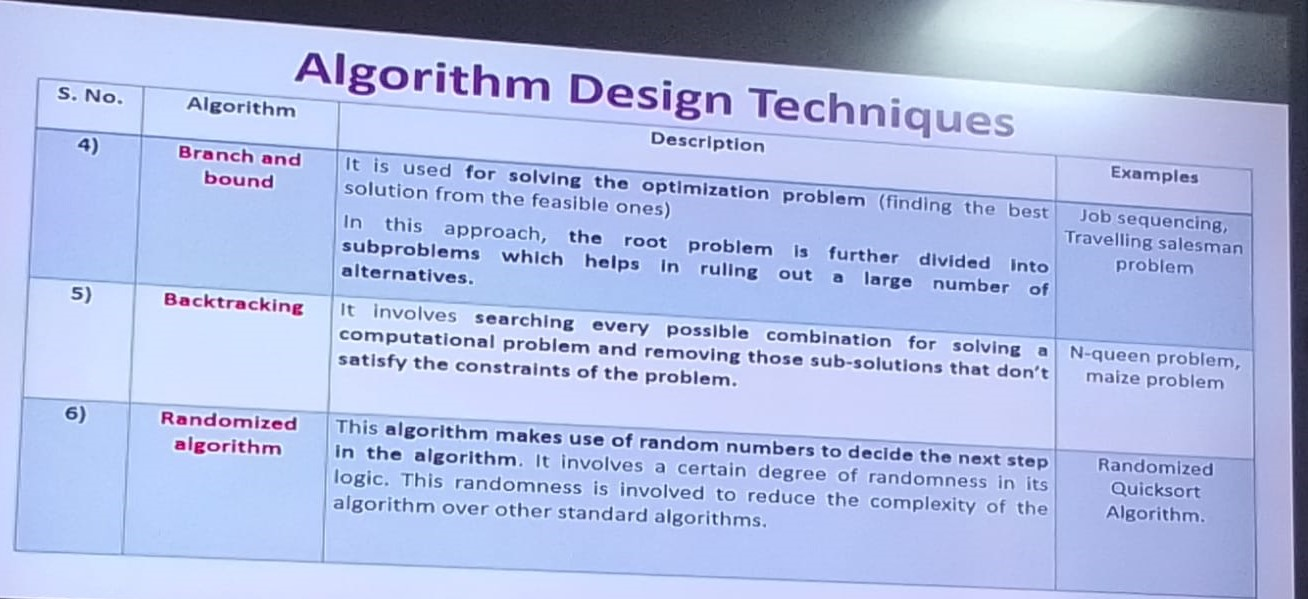 Algorithm Design Techniques
S. No.
Algorithm
Description
Examples
4)
Branch and
bound
It is used for solving the optimization problem (finding the best
solution from the feasible ones)
In this approach, the root problem is further divided into
subproblems which helps in ruling out a large number of
alternatives.
Job sequencing,
Travelling salesman
problem
5)
Backtracking
It involves searching every possible combination for solving a
computational problem and removing those sub-solutions that don't
satisfy the constraints of the problem.
N-queen problem,
maize problem
6)
Randomized
algorithm
This algorithm makes use of random numbers to decide the next step
in the algorithm. It involves a certain degree of randomness in its
logic. This randomness is involved to reduce the complexity of the
algorithm over other standard algorithms.
Randomized
Quicksort
Algorithm.